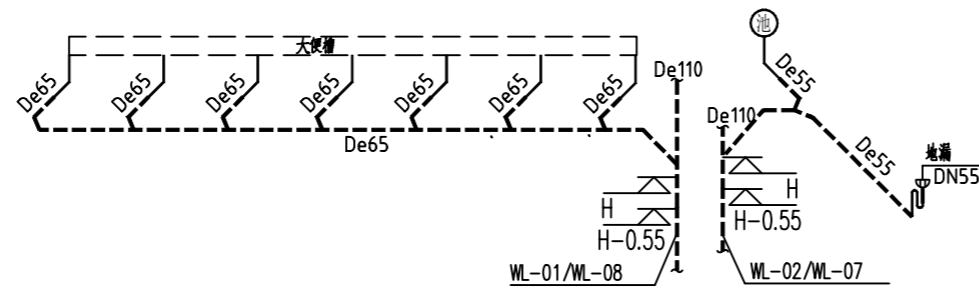 池
大便槽
De65
De65
De65
De65
De65
De65
De65
De110
De55
De110
De65
De55
地漏
DN55
H
H
H-0.55
H-0.55
WL-01/WL-08
WL-02/WL-07